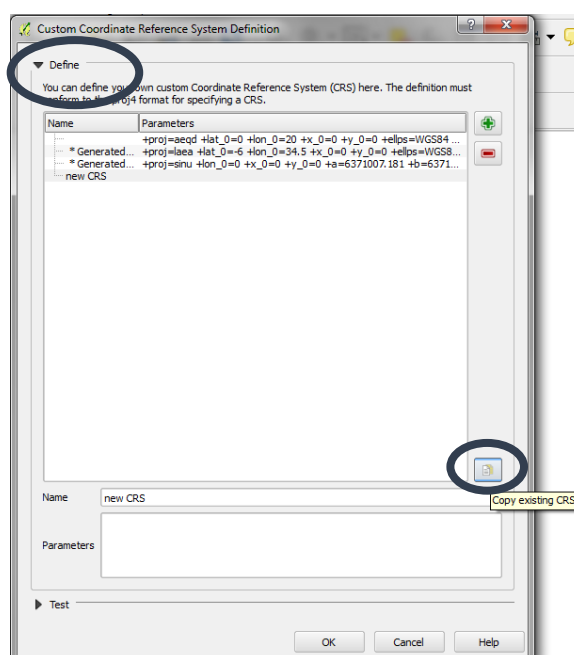 Custom Coordinate Reference System Definition
Define
You can define your own custom Coordinate Reference System (CRS) here. The definition must
conform to the proj4 format for specifying a CRS.
Name Parameters
+proj=aeqd +lat_0=0 +lon_0=20 +x_0=0 +y_0=0 +ellps=WGS84 ...
* Generated... +proj=laea +lat_0=-6 +lon_0=34.5 +x_0=0 +y_0=0 +ellps=WGS8...
* Generated... +proj=sinu +lon_0=0 +x_0=0 +y_0=0 +a=6371007.181 +b=6371...
new CRS
Name new CRS
Copy existing CRS
Parameters
Test
OK Cancel Help